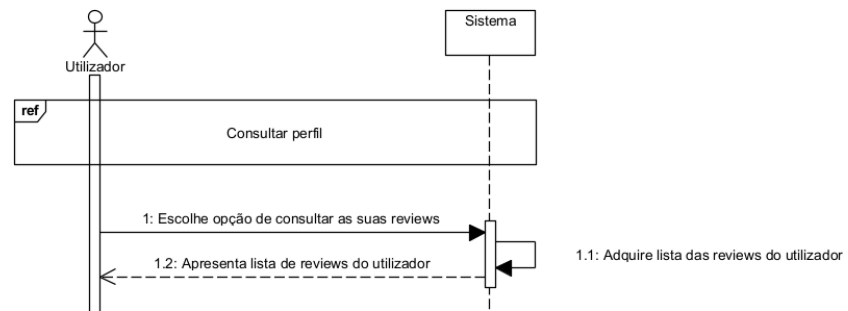 Sistema
Utilizador
ref
Consultar perfil
1: Escolhe opção de consultar as suas reviews
1.1: Adquire lista das reviews do utilizador
1.2: Apresenta lista de reviews do utilizador